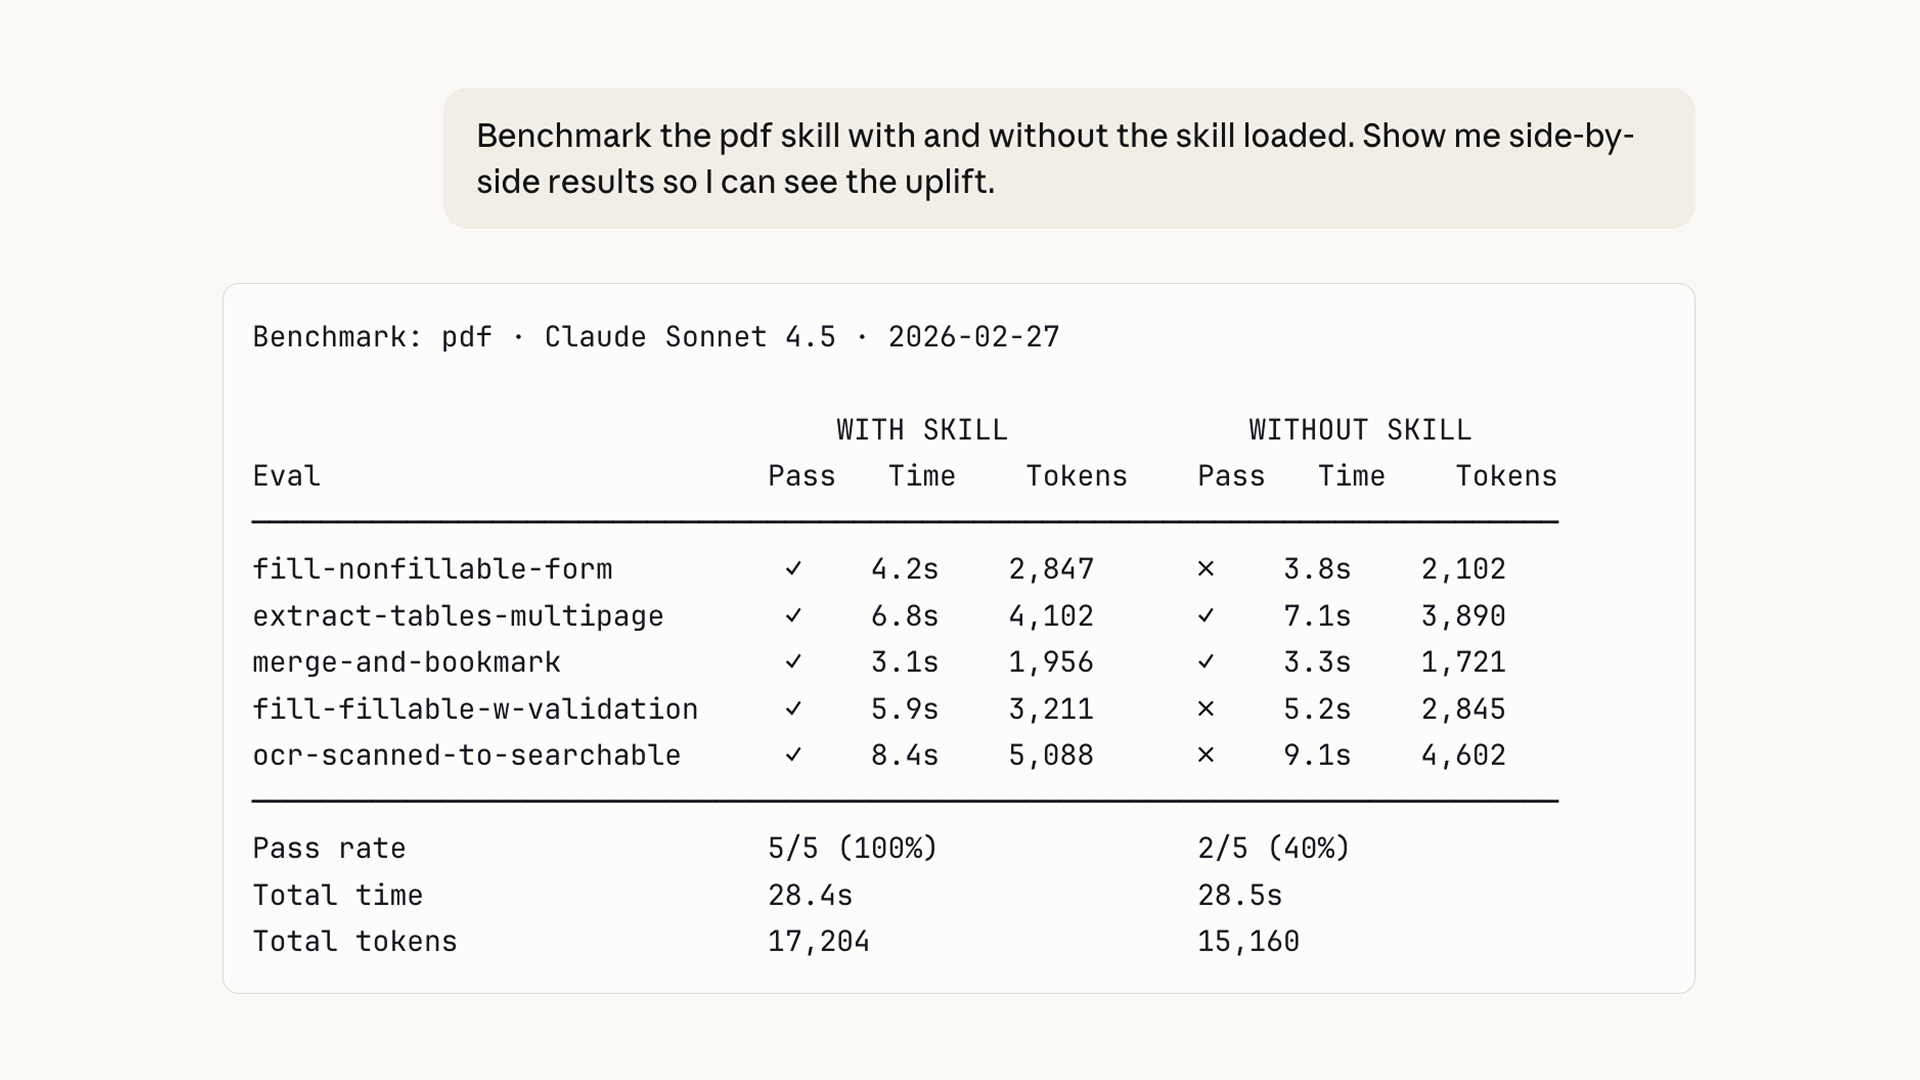 Benchmark the pdf skill with and without the skill loaded. Show me side-by-
side results so I can see the uplift.
Benchmark: pdf · Claude Sonnet 4.5 · 2026-02-27
WITH SKILL WITHOUT SKILL
Eval Pass Time Tokens Pass Time Tokens
fill-nonfillable-form ✓ 4.2s 2,847 × 3.8s 2,102
extract-tables-multipage ✓ 6.8s 4,102 ✓ 7.1s 3,890
merge-and-bookmark ✓ 3.1s 1,956 ✓ 3.3s 1,721
fill-fillable-w-validation ✓ 5.9s 3,211 × 5.2s 2,845
ocr-scanned-to-searchable ✓ 8.4s 5,088 × 9.1s 4,602
Pass rate 5/5 (100%) 2/5 (40%)
Total time 28.4s 28.5s
Total tokens 17,204 15,160